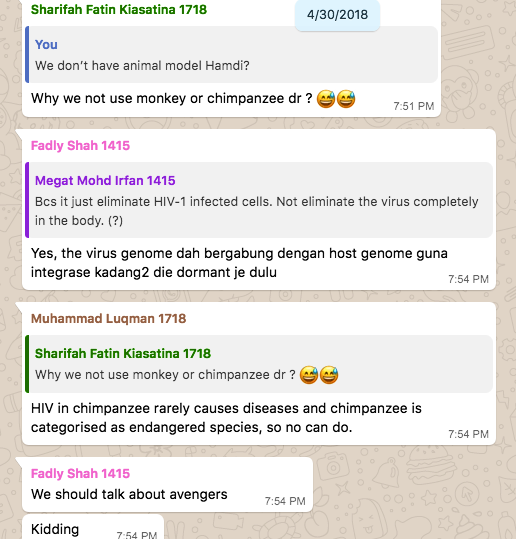 Sharifah Fatin Kiasatina 1718
4/30/2018
You
We don't have animal model Hamdi?
Why we not use monkey or chimpanzee dr ? 😅😅
7:51 PM
Fadly Shah 1415
Megat Mohd Irfan 1415
Bcs it just eliminate HIV-1 infected cells. Not eliminate the virus completely
in the body. (?)
Yes, the virus genome dah bergabung dengan host genome guna
integrase kadang2 die dormant je dulu
7:54 PM
Muhammad Luqman 1718
Sharifah Fatin Kiasatina 1718
Why we not use monkey or chimpanzee dr ? 😅😅
HIV in chimpanzee rarely causes diseases and chimpanzee is
categorised as endangered species, so no can do.
7:54 PM
Fadly Shah 1415
We should talk about avengers
7:54 PM
Kidding
7:54 PM